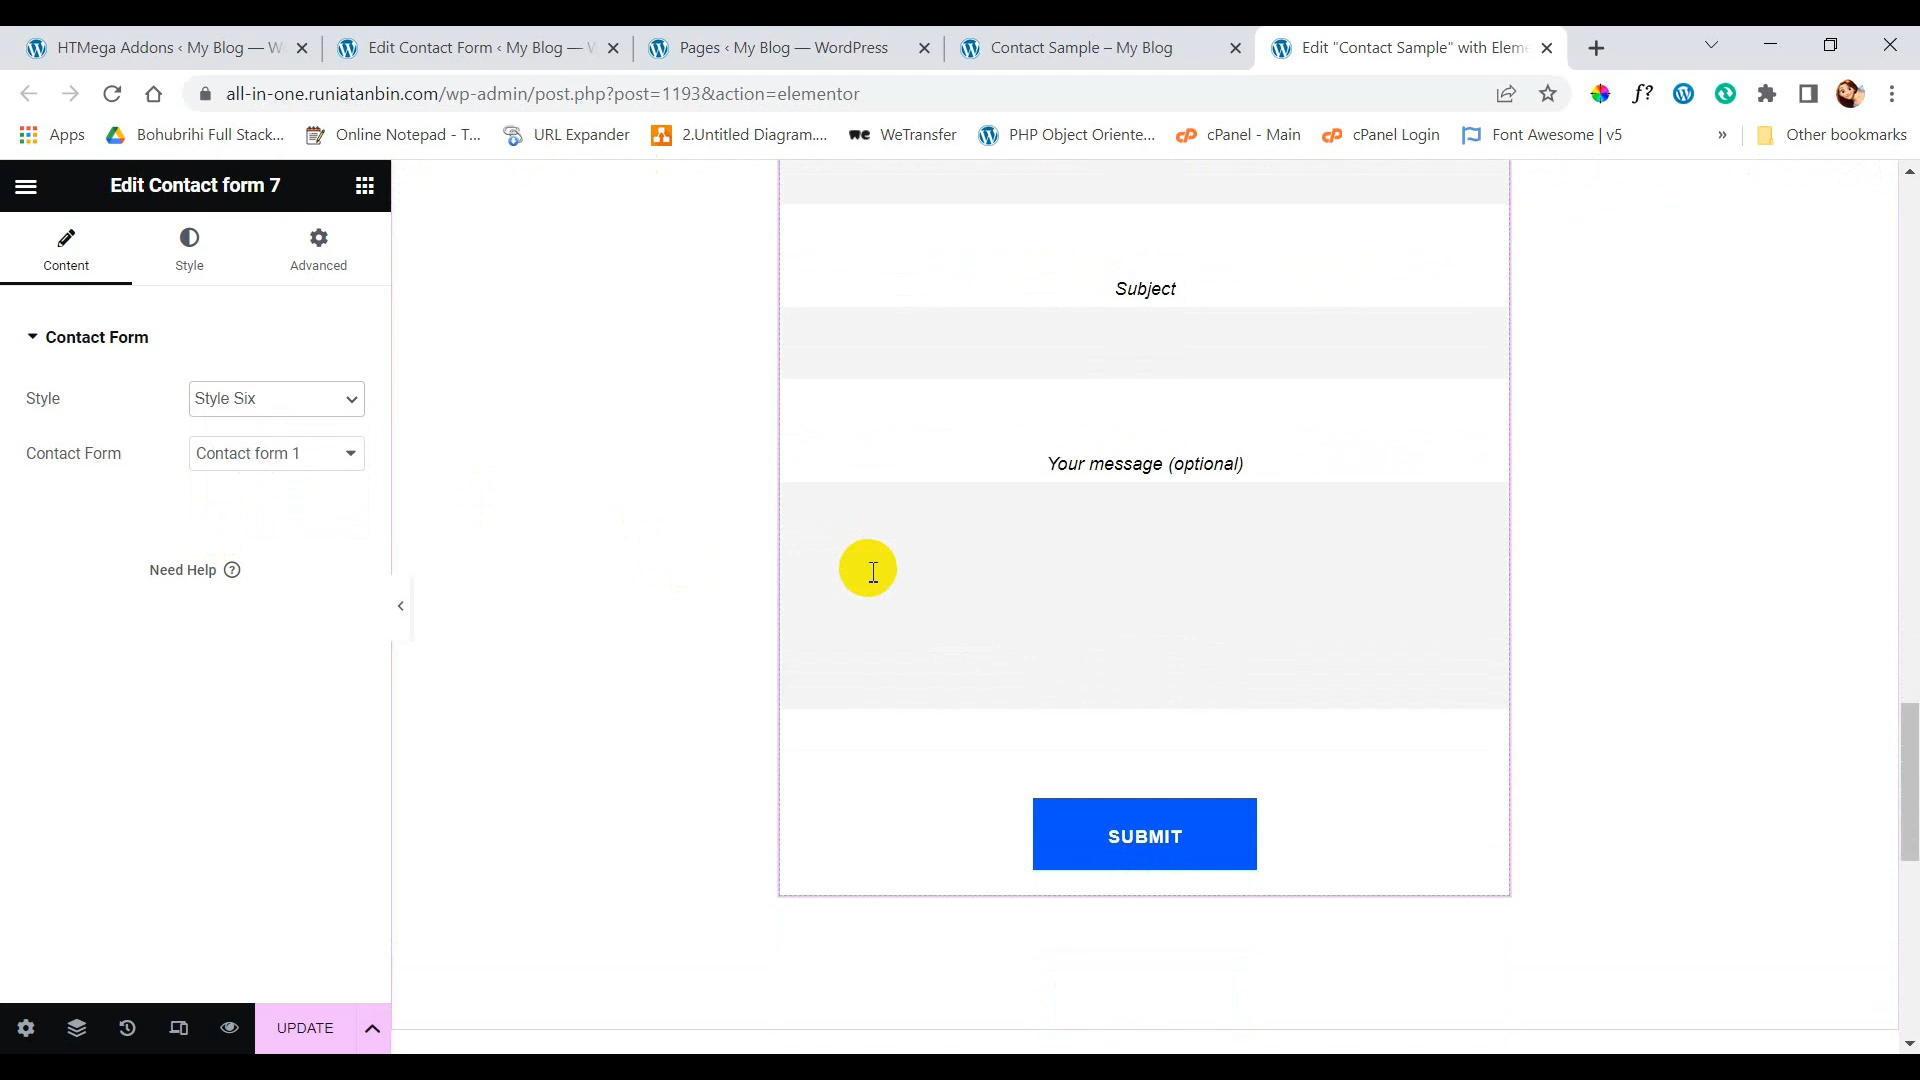 HTMega Addons ‹ My Blog — W
Edit Contact Form ‹ My Blog — W
Pages ‹ My Blog — WordPress
Contact Sample – My Blog
Edit "Contact Sample" with Eleme
all-in-one.runiatanbin.com/wp-admin/post.php?post=1193&action=elementor
f?
Apps
Bohubrihi Full Stack...
Online Notepad - T...
URL Expander
2.Untitled Diagram....
we
WeTransfer
PHP Object Oriente...
cP
cPanel - Main
cP
cPanel Login
Font Awesome | v5
»
Other bookmarks
Edit Contact form 7
Content
Style
Advanced
Contact Form
Style
Style Six
Contact Form
Contact form 1
Need Help ?
Subject
Your message (optional)
SUBMIT
UPDATE